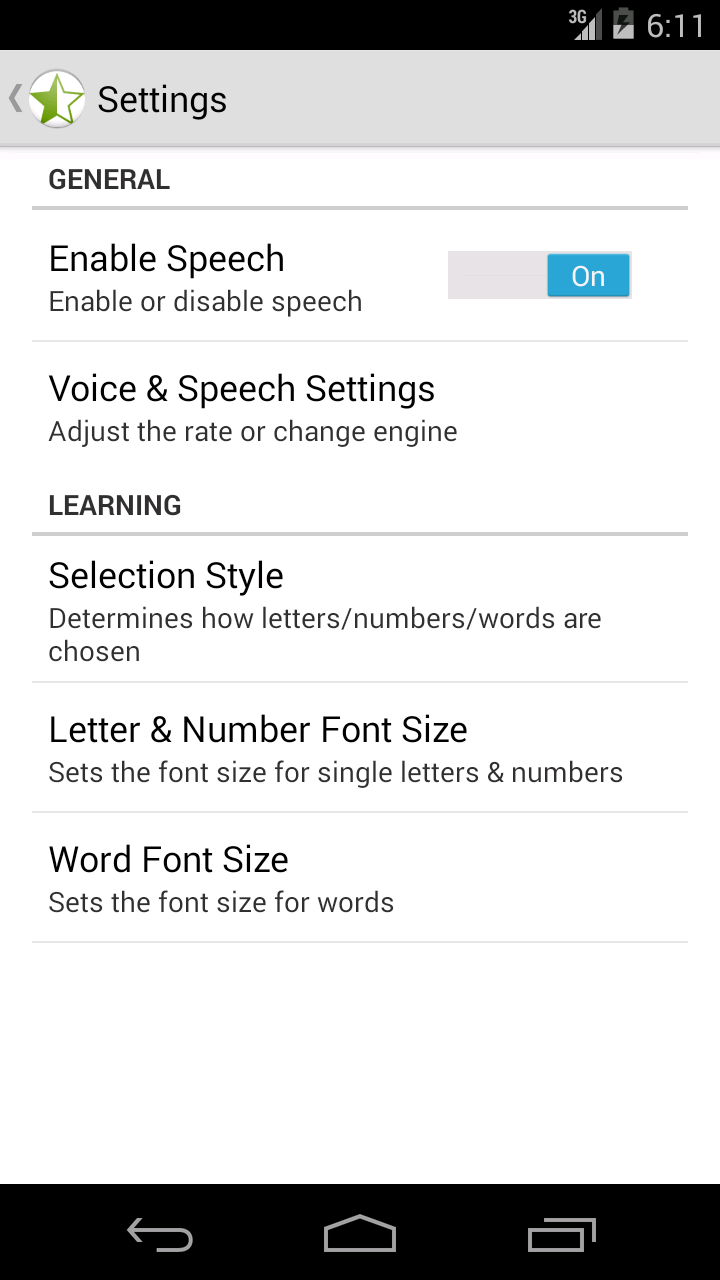 3G 6:11
Settings
GENERAL
Enable Speech
Enable or disable speech
On
Voice & Speech Settings
Adjust the rate or change engine
LEARNING
Selection Style
Determines how letters/numbers/words are
chosen
Letter & Number Font Size
Sets the font size for single letters & numbers
Word Font Size
Sets the font size for words